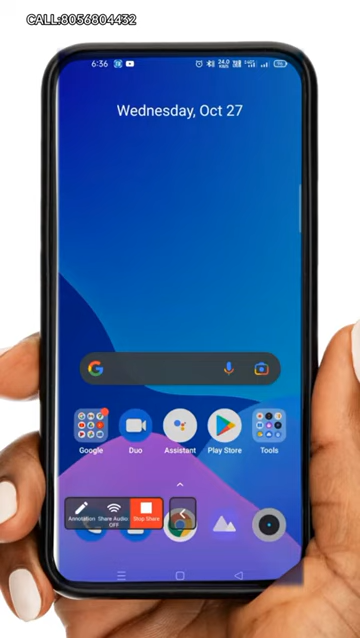 CALL:8056804432
6:36
Wednesday, Oct 27
Google
Duo
Assistant
Play Store
Tools
Annotation
Share Audio
OFF
Stop Share